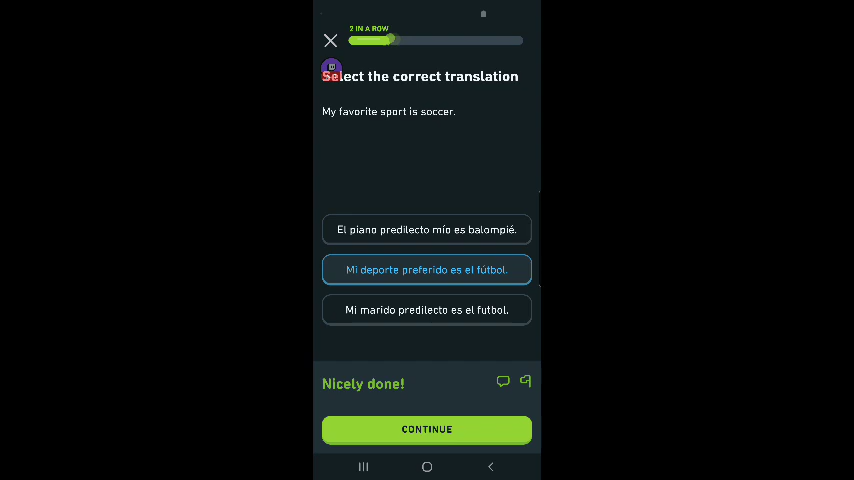 2 IN A ROW
Select the correct translation
My favorite sport is soccer.
El piano predilecto mío es balompié.
Mi deporte preferido es el fútbol.
Mi marido predilecto es el futbol.
Nicely done!
CONTINUE